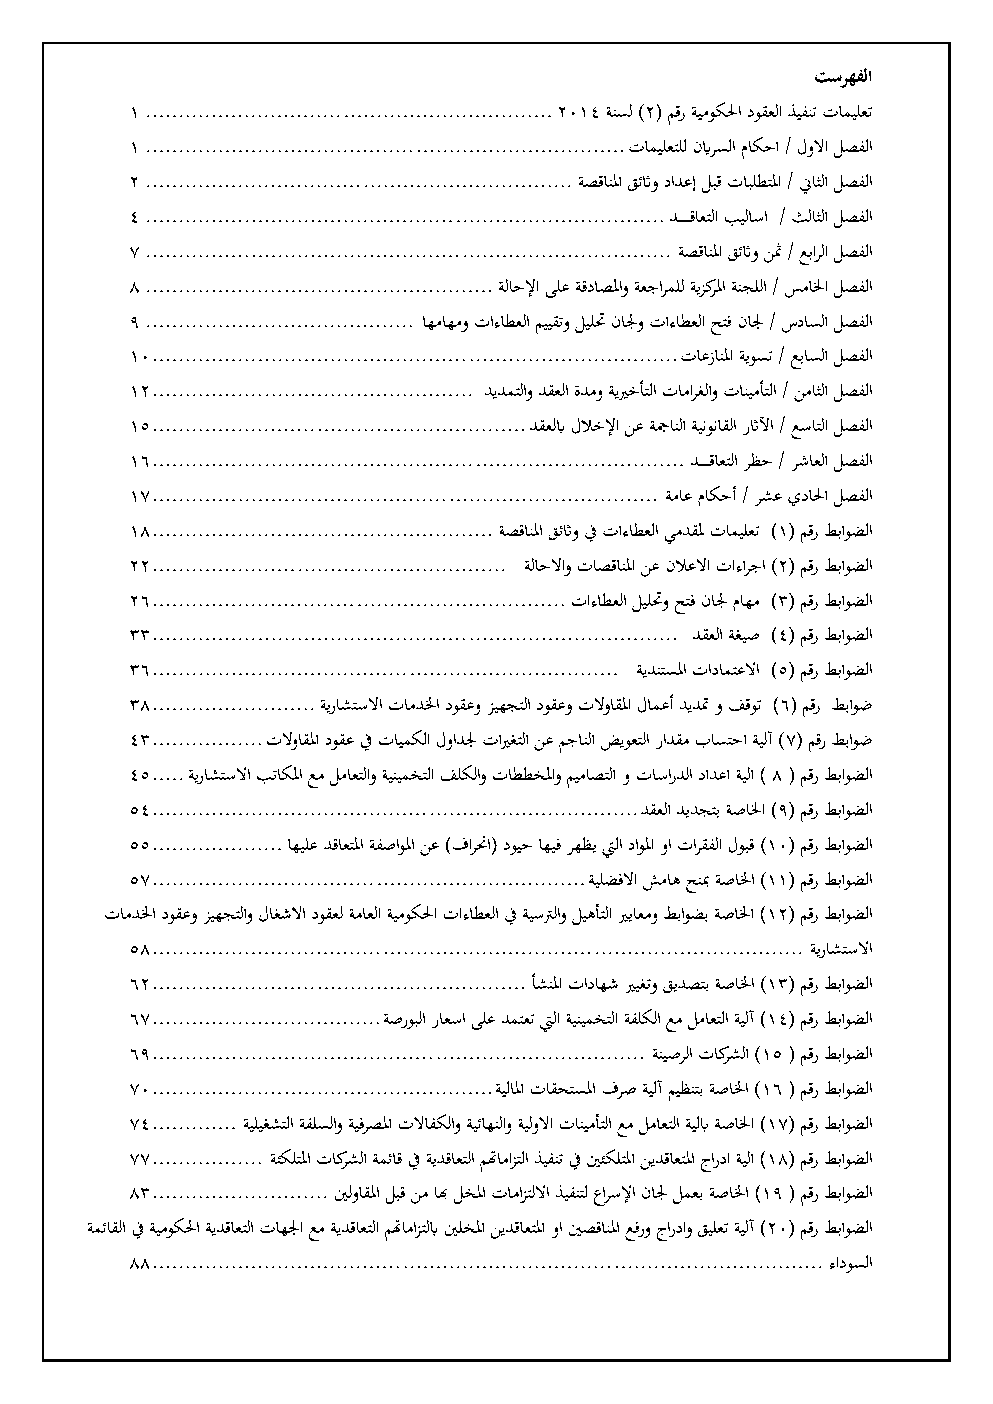 الفهرست
تعليمات تنفيذ العقود الحكومية رقم (٢) لسنة ٢٠١٤ .............................................................. ١
الفصل الاول / احكام السريان للتعليمات .......................................................................... ١
الفصل الثاني / المتطلبات قبل إعداد وثائق المناقصة ................................................................. ٢
الفصل الثالث / اساليب التعاقـــد ............................................................................... ٤
الفصل الرابع / ثمن وثائق المناقصة ................................................................................ ٧
الفصل الخامس / اللجنة المركزية للمراجعة والمصادقة على الإحالة ..................................................... ٨
الفصل السادس / لجان فتح العطاءات ولجان تحليل وتقييم العطاءات ومهامها ......................................... ٩
الفصل السابع / تسوية المنازعات ................................................................................ ١٠
الفصل الثامن / التأمينات والغرامات التأخيرية ومدة العقد والتمديد ................................................. ١٢
الفصل التاسع / الآثار القانونية الناجمة عن الإخلال بالعقد ......................................................... ١٥
الفصل العاشر / حظر التعاقـــد ................................................................................. ١٦
الفصل الحادي عشر / أحكام عامة ............................................................................. ١٧
الضوابط رقم (١) تعليمات لمقدمي العطاءات في وثائق المناقصة .................................................... ١٨
الضوابط رقم (٢) اجراءات الاعلان عن المناقصات والاحالة ...................................................... ٢٢
الضوابط رقم (٣) مهام لجان فتح وتحليل العطاءات ............................................................... ٢٦
الضوابط رقم (٤) صيغة العقد ................................................................................ ٣٣
الضوابط رقم (٥) الاعتمادات المستندية ....................................................................... ٣٦
ضوابط رقم (٦) توقف و تمديد أعمال المقاولات وعقود التجهيز وعقود الخدمات الاستشارية ......................... ٣٨
ضوابط رقم (٧) آلية احتساب مقدار التعويض الناجم عن التغيرات لجداول الكميات في عقود المقاولات ................. ٤٣
الضوابط رقم ( ٨ ) الية اعداد الدراسات و التصاميم والمخططات والكلف التخمينية والتعامل مع المكاتب الاستشارية ..... ٤٥
الضوابط رقم (٩) الخاصة بتجديد العقد .......................................................................... ٥٤
الضوابط رقم (١٠) قبول الفقرات او المواد التي يظهر فيها حيود (انحراف) عن المواصفة المتعاقد عليها .................... ٥٥
الضوابط رقم (١١) الخاصة بمنح هامش الافضلية .................................................................. ٥٧
الضوابط رقم (١٢) الخاصة بضوابط ومعايير التأهيل والترسية في العطاءات الحكومية العامة لعقود الاشغال والتجهيز وعقود الخدمات
الاستشارية .................................................................................................... ٥٨
الضوابط رقم (١٣) الخاصة بتصديق وتغيير شهادات المنشأ ......................................................... ٦٢
الضوابط رقم (١٤) آلية التعامل مع الكلفة التخمينية التي تعتمد على اسعار البورصة ................................... ٦٧
الضوابط رقم ( ١٥) الشركات الرصينة ........................................................................... ٦٩
الضوابط رقم ( ١٦) الخاصة بتنظيم آلية صرف المستحقات المالية .................................................... ٧٠
الضوابط رقم (١٧) الخاصة بالية التعامل مع التأمينات الاولية والنهائية والكفالات المصرفية والسلفة التشغيلية ............. ٧٤
الضوابط رقم (١٨) الية ادراج المتعاقدين المتلكئين في تنفيذ التزاماتهم التعاقدية في قائمة الشركات المتلكئة ................. ٧٧
الضوابط رقم ( ١٩) الخاصة بعمل لجان الإسراع لتنفيذ الالتزامات المخل بها من قبل المقاولين ........................... ٨٣
الضوابط رقم (٢٠) آلية تعليق وادراج ورفع المناقصين او المتعاقدين المخلين بالتزاماتهم التعاقدية مع الجهات التعاقدية الحكومية في القائمة
السوداء ....................................................................................................... ٨٨